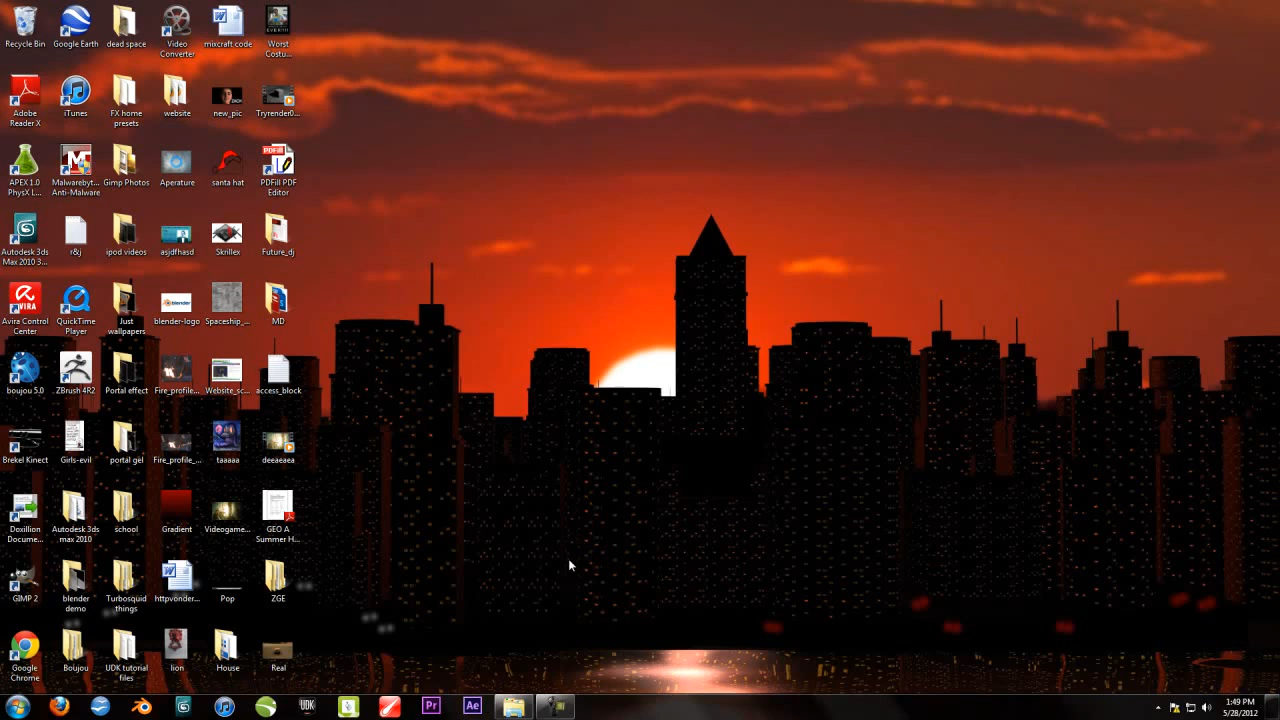 Recycle Bin
Google Earth
dead space
Video
Converter
mixcraft code
Worst
Costu...
Adobe
Reader X
iTunes
FX home
presets
website
new_pic
Tryrender0...
APEX 1.0
PhysX L...
Malwarebyt...
Anti-Malware
Gimp Photos
Aperature
santa hat
PDFill
PDFill PDF
Editor
Autodesk 3ds
Max 2010 3...
r&j
ipod videos
asjdfhasd
Skrillex
Future_dj
Avira Control
Center
QuickTime
Player
Just
wallpapers
blender-logo
Spaceship_...
MD
boujou 5.0
ZBrush 4R2
Portal effect
Fire_profile...
Website_sc...
access_block
Brekel Kinect
Girls-evil
portal gel
Fire_profile_...
taaaaa
deeaeaea
Doxillion
Docume...
Autodesk 3ds
max 2010
school
Gradient
Videogame...
GEO A
Summer H...
GIMP 2
blender
demo
Turbosquid
things
httpvonder...
Pop
ZGE
Google
Chrome
Boujou
UDK tutorial
files
lion
House
Real
UDK
Pr
Ae
1:49 PM
5/28/2012